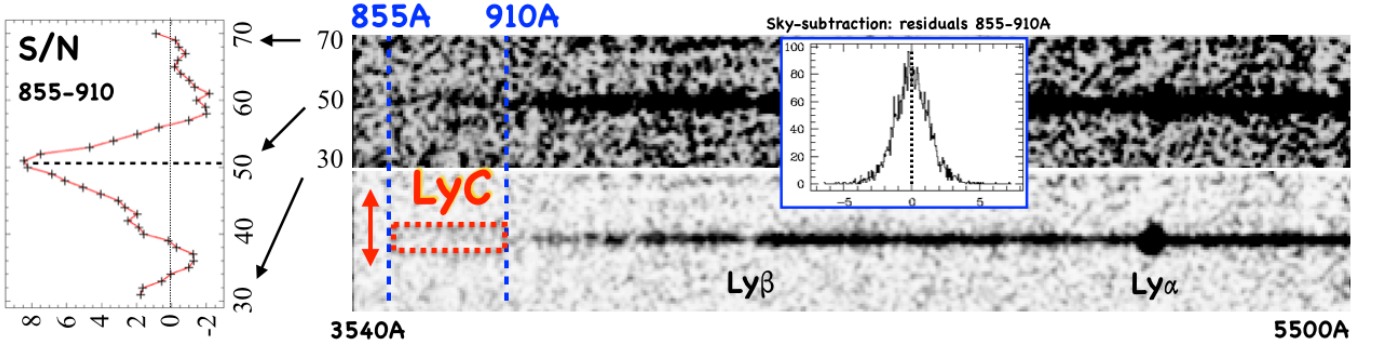 855A 910A
Sky-subtraction: residuals 855-910A
S/N
855-910
70 60 50 40 30
8 6 4 2 0 -2
70
50
30
100
80
60
40
20
0
-5 0 5
LyC
Lyβ Lyα
3540A 5500A